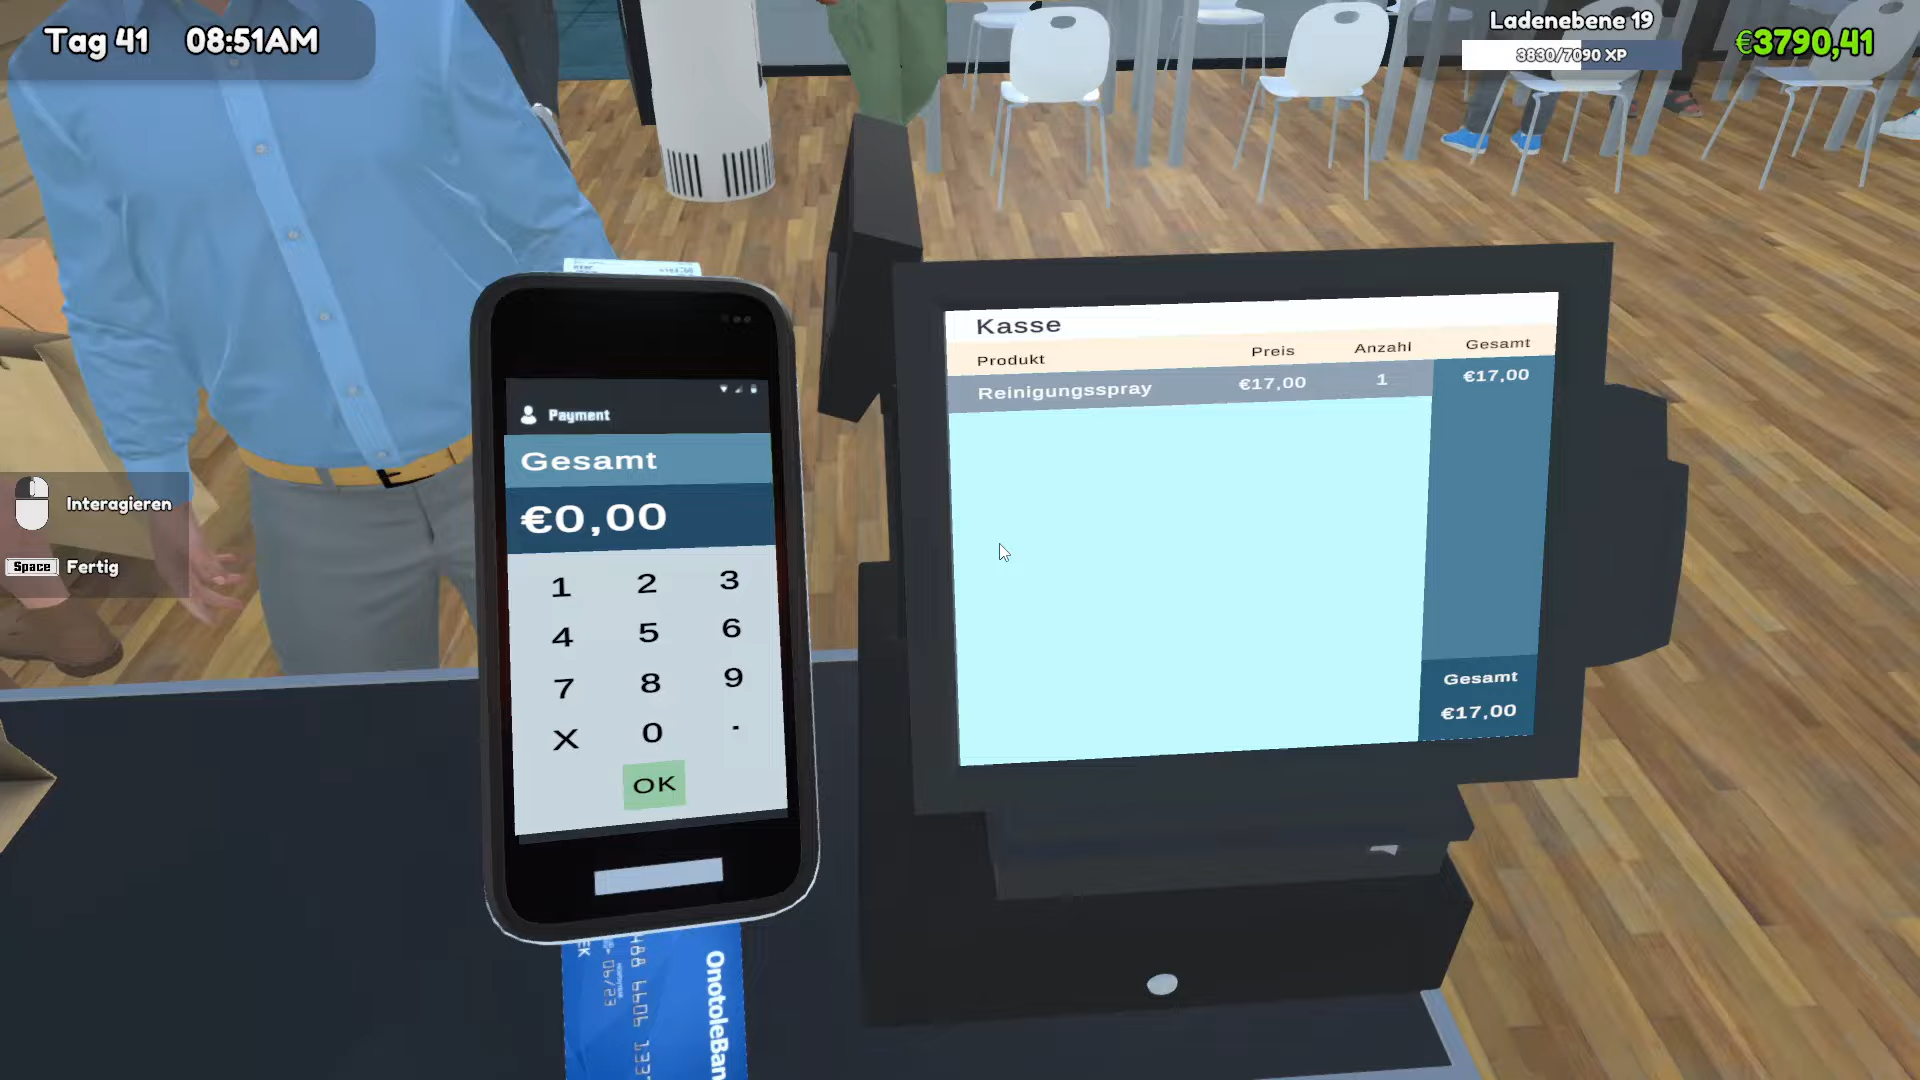 Tag 41 08:51AM
Ladenebene 19
3830/7090 XP
€3790,41
Interagieren
Space Fertig
Payment
Gesamt
€0,00
1 2 3
4 5 6
7 8 9
X 0 .
OK
Kasse
Produkt Preis Anzahl Gesamt
Reinigungsspray €17,00 1 €17,00
Gesamt
€17,00
OnotoleBan